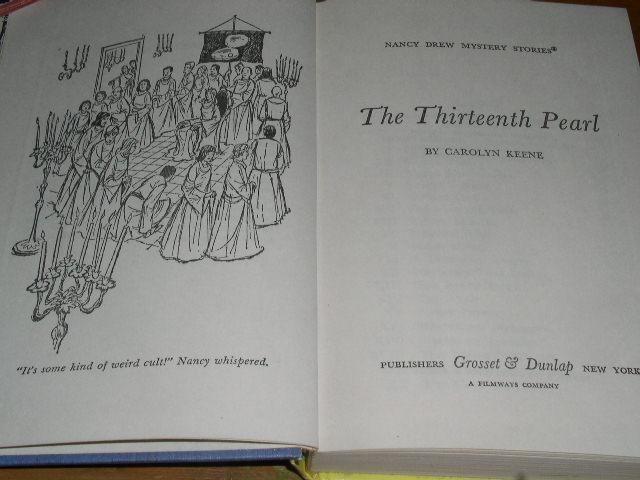 "It's some kind of weird cult!" Nancy whispered.
NANCY DREW MYSTERY STORIES®
The Thirteenth Pearl
BY CAROLYN KEENE
PUBLISHERS Grosset & Dunlap NEW YORK
A FILMWAYS COMPANY